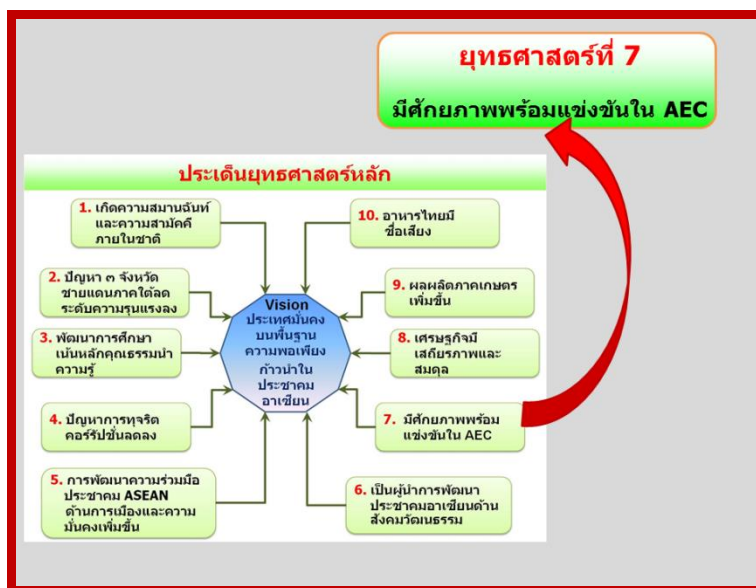 ยุทธศาสตร์ที่ 7
มีศักยภาพพร้อมแข่งขันใน AEC
ประเด็นยุทธศาสตร์หลัก
1. เกิดความสมานฉันท์
และความสามัคคี
ภายในชาติ
2. ปัญหา ๓ จังหวัด
ชายแดนภาคใต้ลด
ระดับความรุนแรงลง
3. พัฒนาการศึกษา
เน้นหลักคุณธรรมนำ
ความรู้
4. ปัญหาการทุจริต
คอร์รัปชั่นลดลง
5. การพัฒนาความร่วมมือ
ประชาคม ASEAN
ด้านการเมืองและความ
มั่นคงเพิ่มขึ้น
Vision
ประเทศมั่นคง
บนพื้นฐาน
ความพอเพียง
ก้าวนำใน
ประชาคม
อาเซียน
10. อาหารไทยมี
ชื่อเสียง
9. ผลผลิตภาคเกษตร
เพิ่มขึ้น
8. เศรษฐกิจมี
เสถียรภาพและ
สมดุล
7. มีศักยภาพพร้อม
แข่งขันใน AEC
6. เป็นผู้นำการพัฒนา
ประชาคมอาเซียนด้าน
สังคมวัฒนธรรม